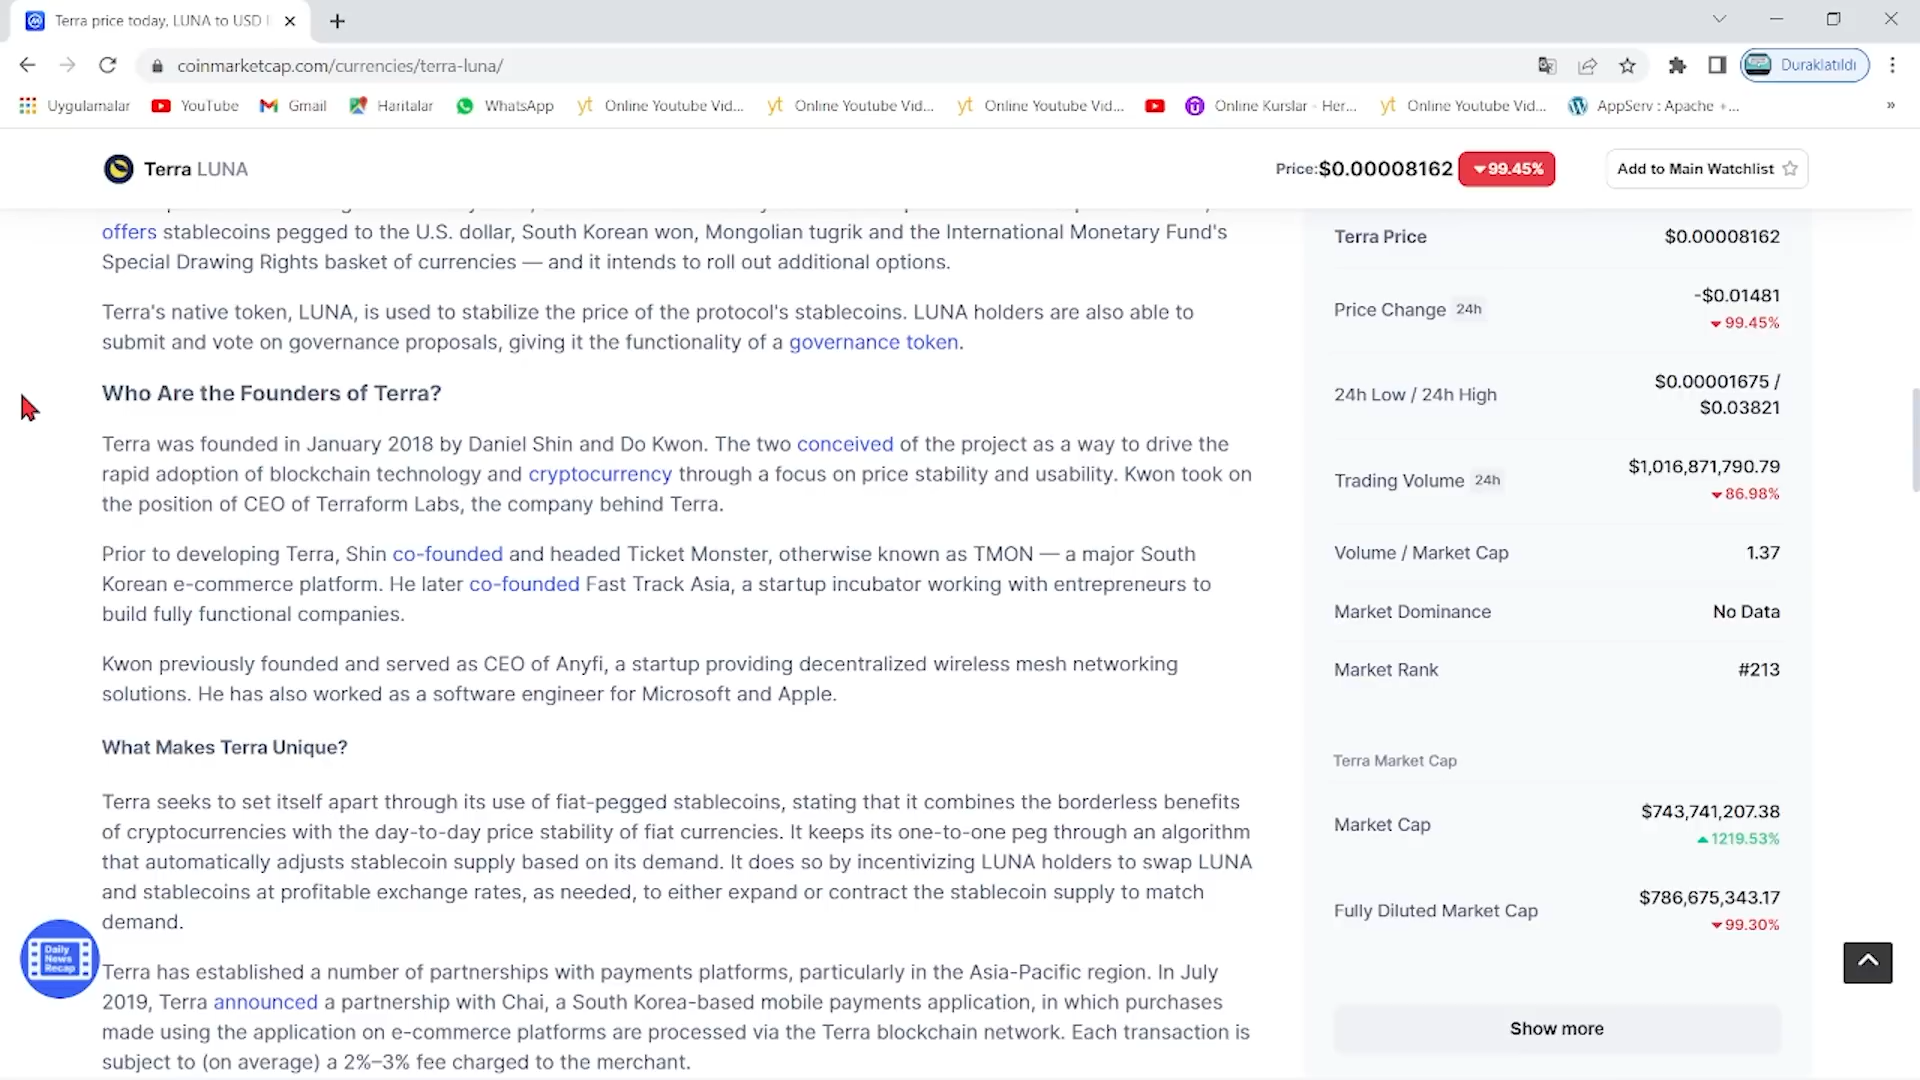 Terra price today, LUNA to USD
coinmarketcap.com/currencies/terra-luna/
Duraklatıldı
Uygulamalar
YouTube
Gmail
Haritalar
WhatsApp
Online Youtube Vid...
Online Youtube Vid...
Online Youtube Vid...
Online Kurslar - Her...
Online Youtube Vid...
AppServ : Apache +...
»
Terra LUNA
Price:$0.00008162
99.45%
Add to Main Watchlist
offers stablecoins pegged to the U.S. dollar, South Korean won, Mongolian tugrik and the International Monetary Fund's
Special Drawing Rights basket of currencies — and it intends to roll out additional options.
Terra's native token, LUNA, is used to stabilize the price of the protocol's stablecoins. LUNA holders are also able to
submit and vote on governance proposals, giving it the functionality of a governance token.
Who Are the Founders of Terra?
Terra was founded in January 2018 by Daniel Shin and Do Kwon. The two conceived of the project as a way to drive the
rapid adoption of blockchain technology and cryptocurrency through a focus on price stability and usability. Kwon took on
the position of CEO of Terraform Labs, the company behind Terra.
Prior to developing Terra, Shin co-founded and headed Ticket Monster, otherwise known as TMON — a major South
Korean e-commerce platform. He later co-founded Fast Track Asia, a startup incubator working with entrepreneurs to
build fully functional companies.
Kwon previously founded and served as CEO of Anyfi, a startup providing decentralized wireless mesh networking
solutions. He has also worked as a software engineer for Microsoft and Apple.
What Makes Terra Unique?
Terra seeks to set itself apart through its use of fiat-pegged stablecoins, stating that it combines the borderless benefits
of cryptocurrencies with the day-to-day price stability of fiat currencies. It keeps its one-to-one peg through an algorithm
that automatically adjusts stablecoin supply based on its demand. It does so by incentivizing LUNA holders to swap LUNA
and stablecoins at profitable exchange rates, as needed, to either expand or contract the stablecoin supply to match
demand.
Terra has established a number of partnerships with payments platforms, particularly in the Asia-Pacific region. In July
2019, Terra announced a partnership with Chai, a South Korea-based mobile payments application, in which purchases
made using the application on e-commerce platforms are processed via the Terra blockchain network. Each transaction is
subject to (on average) a 2%–3% fee charged to the merchant.
Daily
News
Recap
Terra Price
$0.00008162
Price Change 24h
-$0.01481
99.45%
24h Low / 24h High
$0.00001675 /
$0.03821
Trading Volume 24h
$1,016,871,790.79
86.98%
Volume / Market Cap
1.37
Market Dominance
No Data
Market Rank
#213
Terra Market Cap
Market Cap
$743,741,207.38
1219.53%
Fully Diluted Market Cap
$786,675,343.17
99.30%
Show more